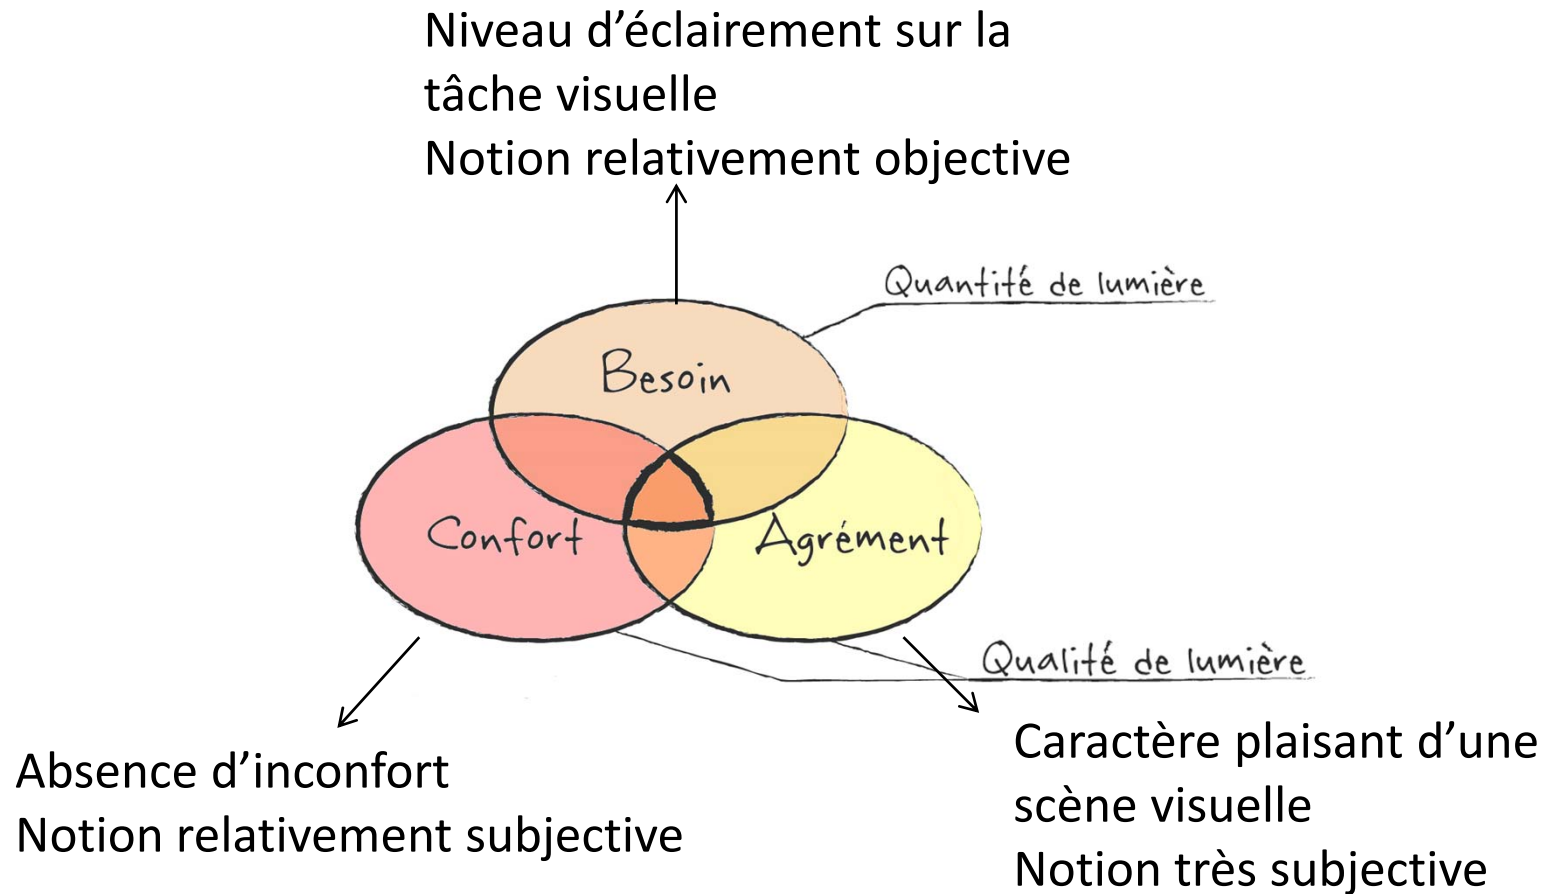 Niveau d’éclairement sur la
tâche visuelle
Notion relativement objective
Quantité de lumière
Besoin
Confort
Agrément
Qualité de lumière
Absence d’inconfort
Notion relativement subjective
Caractère plaisant d’une
scène visuelle
Notion très subjective